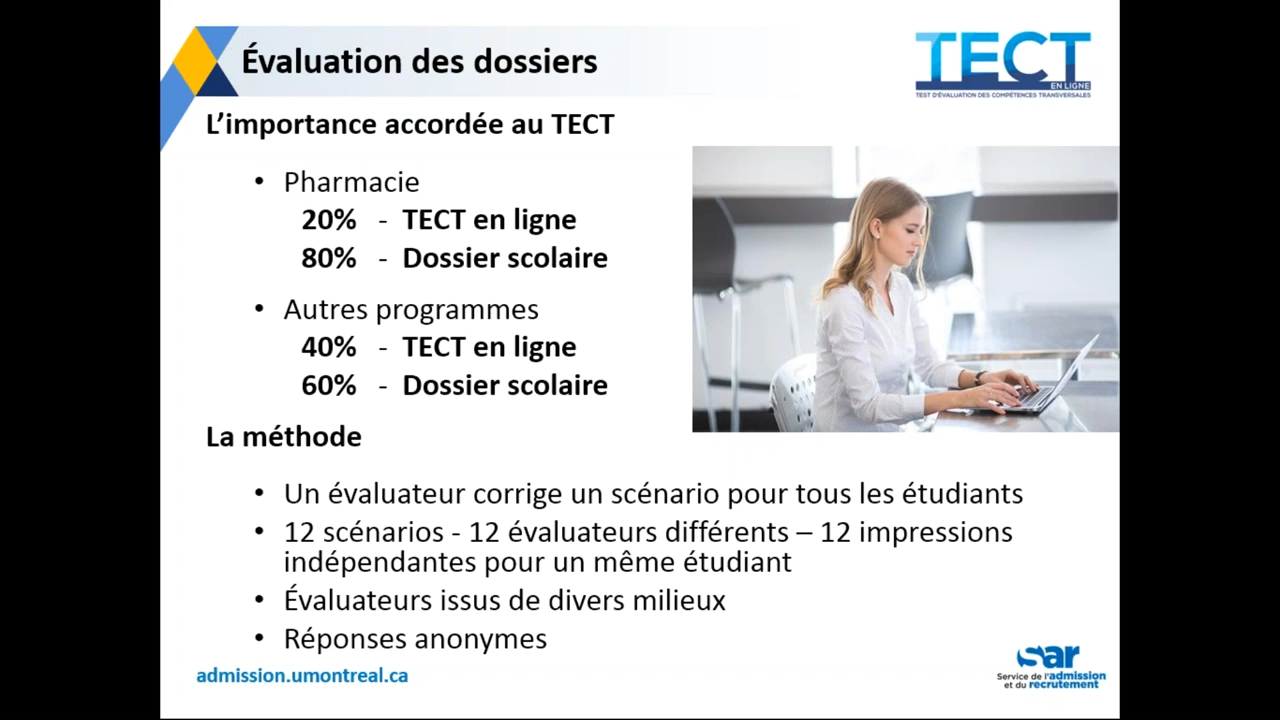 Évaluation des dossiers
TECT
EN LIGNE
TEST D'ÉVALUATION DES COMPÉTENCES TRANSVERSALES
L'importance accordée au TECT
• Pharmacie
20% - TECT en ligne
80% - Dossier scolaire
• Autres programmes
40% - TECT en ligne
60% - Dossier scolaire
La méthode
• Un évaluateur corrige un scénario pour tous les étudiants
• 12 scénarios - 12 évaluateurs différents – 12 impressions
indépendantes pour un même étudiant
• Évaluateurs issus de divers milieux
• Réponses anonymes
admission.umontreal.ca
sar
Service de l'admission
et du recrutement